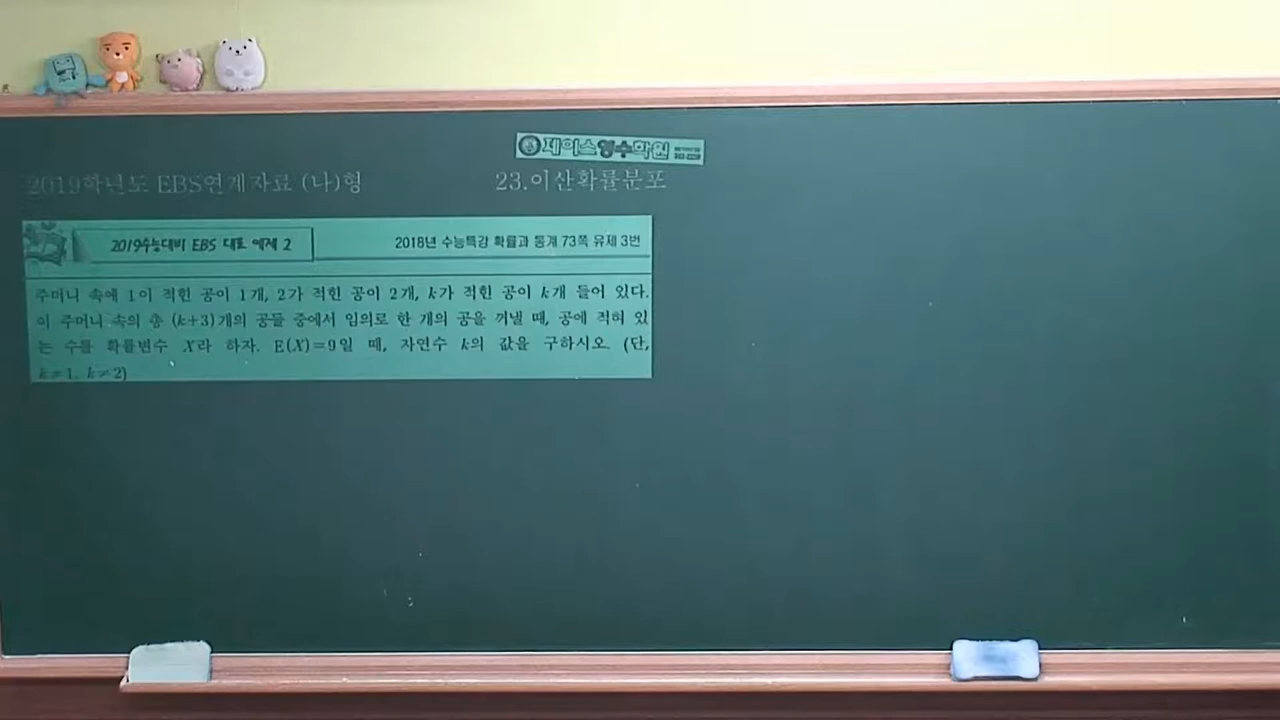 제이스영수학원
2019학년도 EBS연계자료 (나)형
23.이산확률분포
2019수능대비 EBS 대표 예제 2
2018년 수능특강 확률과 통계 73쪽 유제 3번
주머니 속에 1이 적힌 공이 1개, 2가 적힌 공이 2개, k가 적힌 공이 k개 들어 있다.
이 주머니 속의 총 (k+3)개의 공들 중에서 임의로 한 개의 공을 꺼낼 때, 공에 적혀 있
는 수를 확률변수 X라 하자. E(X)=9일 때, 자연수 k의 값을 구하시오. (단,
k≠1, k≠2)